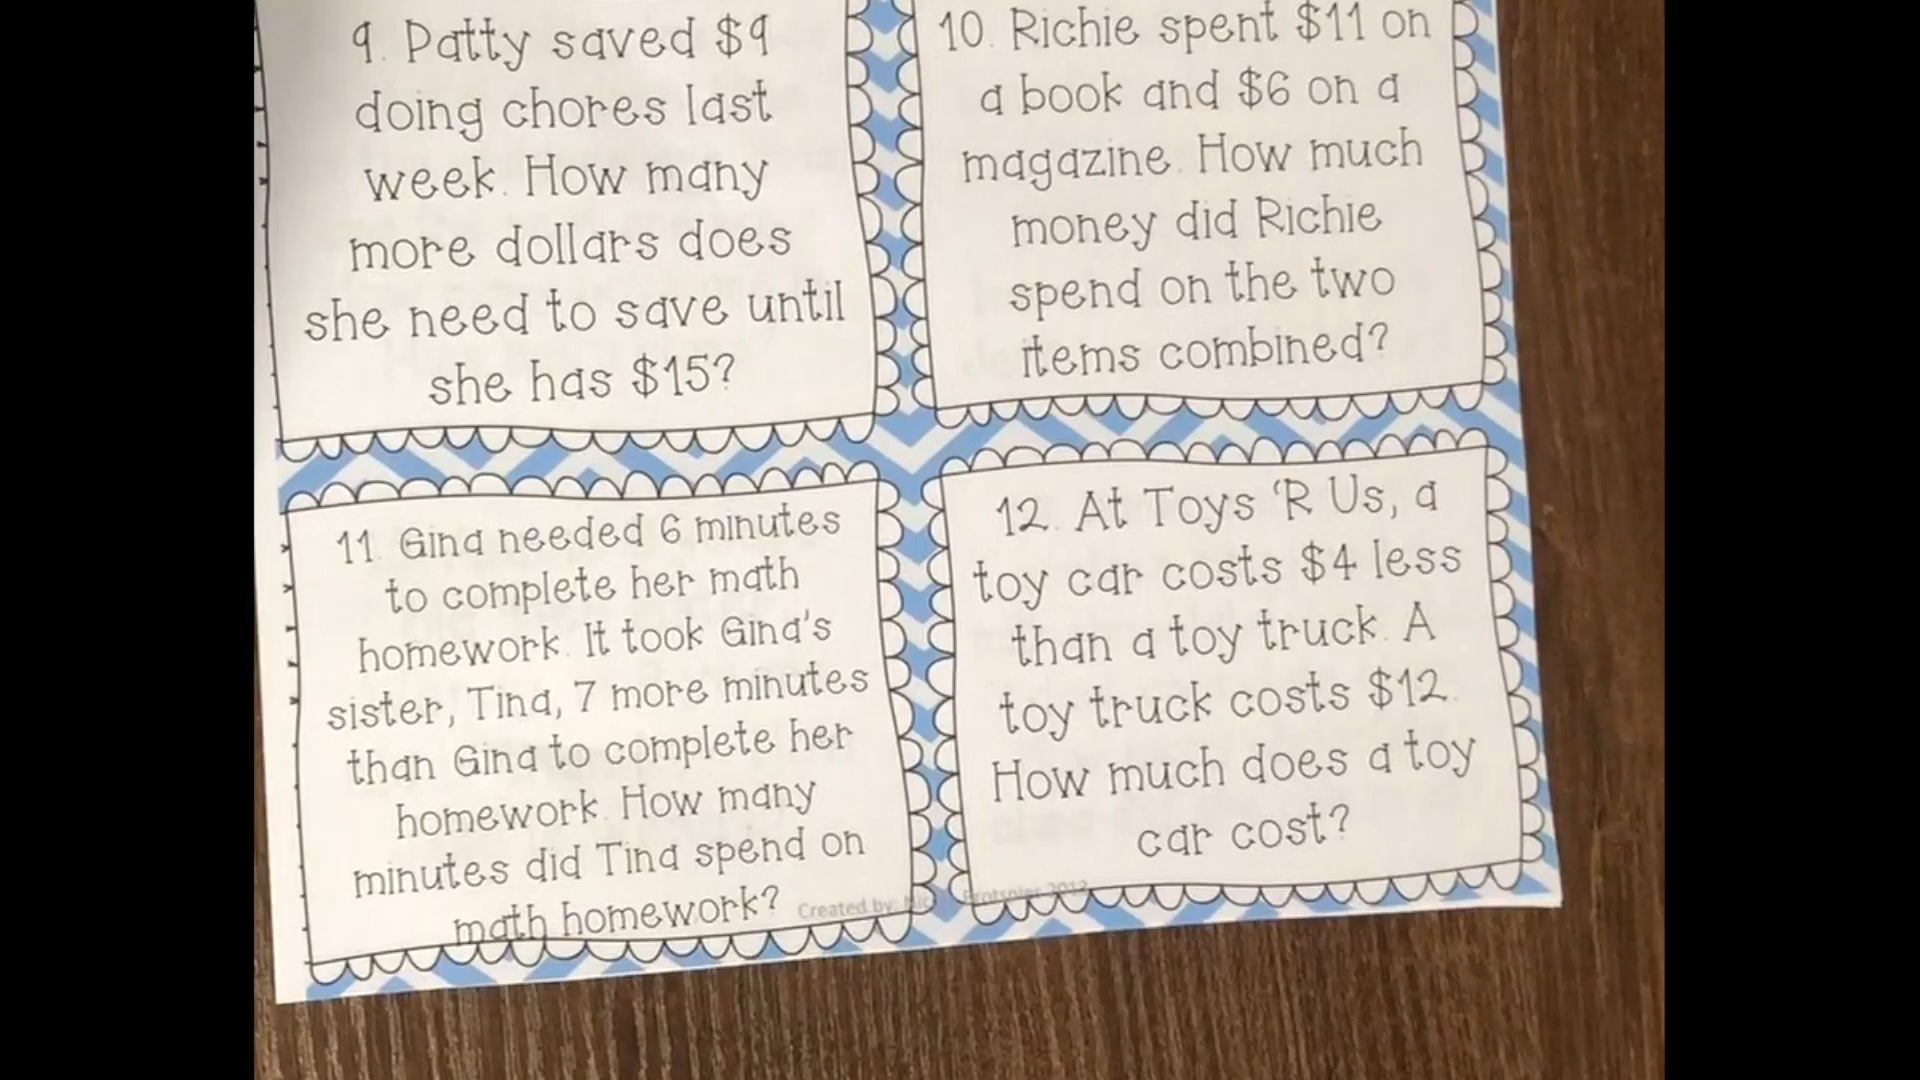 9. Patty saved $9
doing chores last
week. How many
more dollars does
she need to save until
she has $15?
10. Richie spent $11 on
a book and $6 on a
magazine. How much
money did Richie
spend on the two
items combined?
11. Gina needed 6 minutes
to complete her math
homework. It took Gina's
sister, Tina, 7 more minutes
than Gina to complete her
homework. How many
minutes did Tina spend on
math homework?
12. At Toys 'R Us, a
toy car costs $4 less
than a toy truck. A
toy truck costs $12.
How much does a toy
car cost?
Created by: 2012